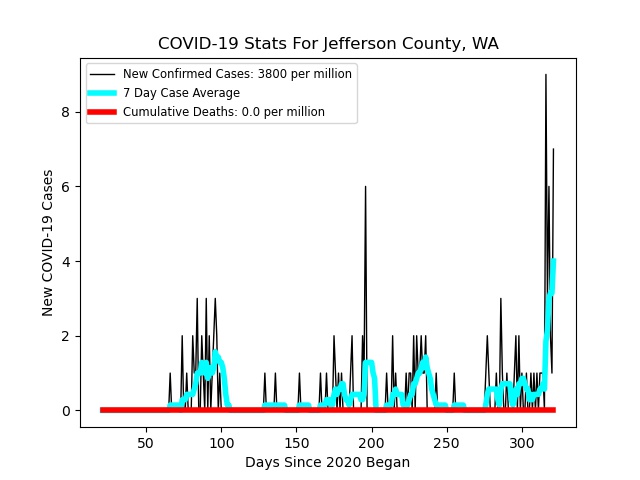 COVID-19 Stats For Jefferson County, WA
New Confirmed Cases: 3800 per million
7 Day Case Average
Cumulative Deaths: 0.0 per million
New COVID-19 Cases
8
6
4
2
0
50 100 150 200 250 300
Days Since 2020 Began